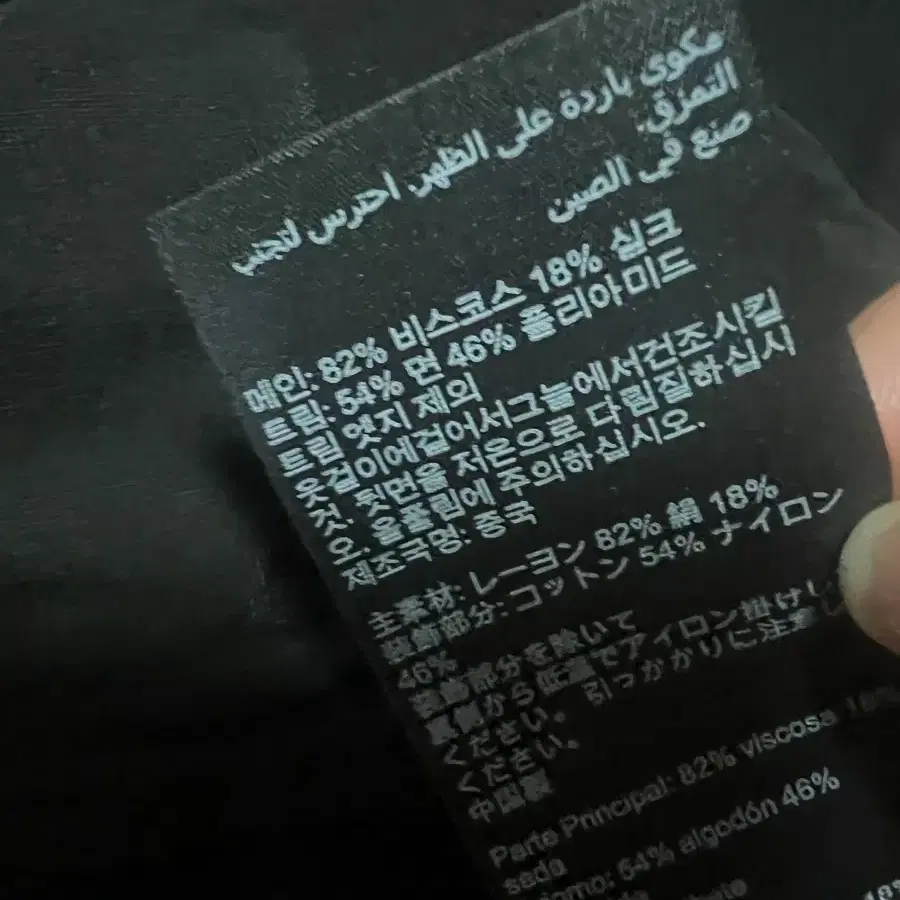 مكوى باردة على الظهر. احترس لتجنب
التمزق.
صنع في الصين
메인: 82% 비스코스 18% 실크
트림: 54% 면 46% 폴리아미드
트림 엣지 제외
옷걸이에걸어서그늘에서건조시킬
것. 뒷면을 저온으로 다림질하십시
오. 올풀림에 주의하십시오.
제조국명: 중국
主素材: レーヨン 82% 絹 18%
装飾部分: コットン 54% ナイロン
46%
装飾部分を除いて
裏側から低温でアイロン掛けし
ください。引っかかりに注意し
ください。
中国製
Parte Principal: 82% viscosa 18%
seda
54% algodón 46%